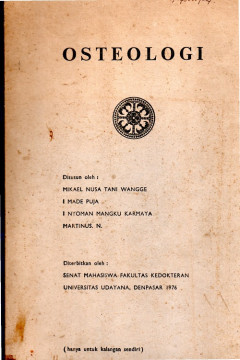 OSTEOLOGI
Disusun oleh :
MIKAEL NUSA TANI WANGGE
I MADE PUJA
I NYOMAN MANGKU KARMAYA
MARTINUS. N.
Diterbitkan oleh :
SENAT MAHASISWA FAKULTAS KEDOKTERAN
UNIVERSITAS UDAYANA, DENPASAR 1976
( hanya untuk kalangan sendiri )